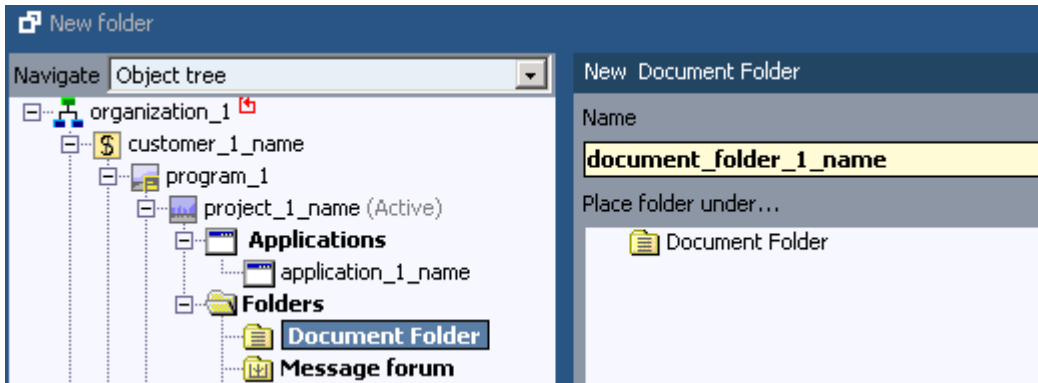 New folder
Navigate Object tree
organization_1
customer_1_name
program_1
project_1_name (Active)
Applications
application_1_name
Folders
Document Folder
Message forum
New Document Folder
Name
document_folder_1_name
Place folder under...
Document Folder